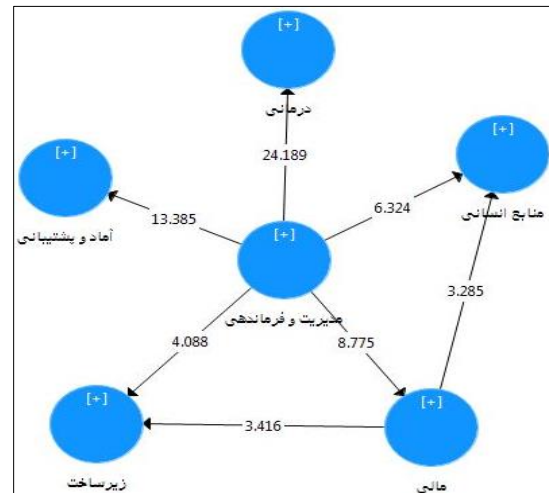 [+]
درمانی
[+]
منابع انسانی
[+]
آماد و پشتیبانی
24.189
6.324
13.385
[+]
مدیریت و فرماندهی
3.285
4.088
8.775
[+]
زیرساخت
3.416
[+]
مالی